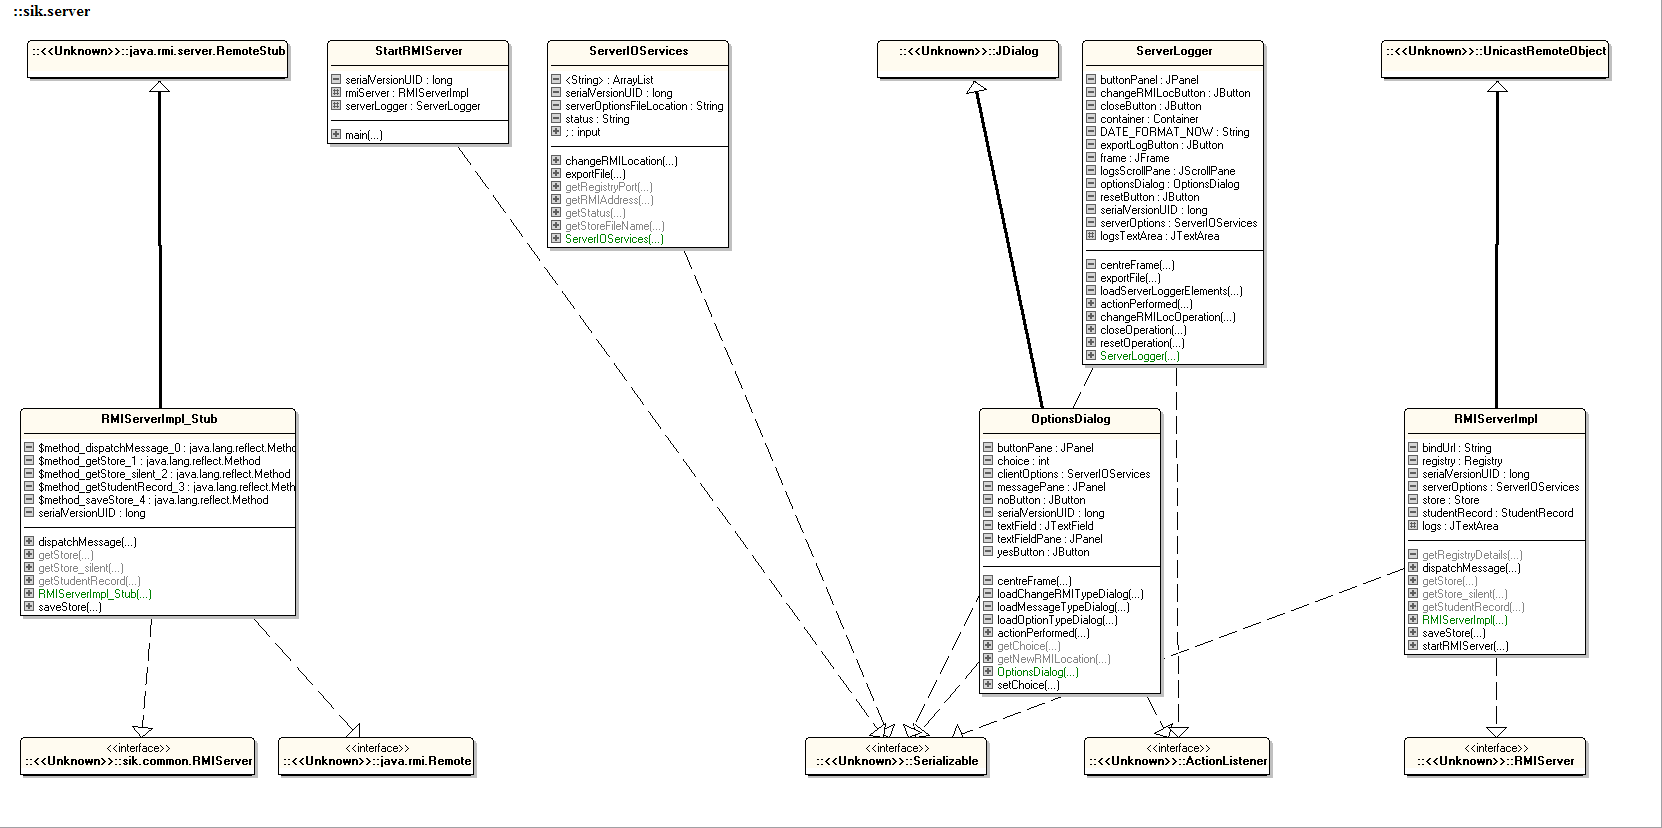 ::sik.server
::<<Unknown>>::java.rmi.server.RemoteStub
StartRMIServer
serialVersionUID : long
rmiServer : RMIServerImpl
serverLogger : ServerLogger
main(...)
ServerIOServices
<String> : ArrayList
serialVersionUID : long
serverOptionsFileLocation : String
status : String
; : input
changeRMILocation(...)
exportFile(...)
getRegistryPort(...)
getRMIAddress(...)
getStatus(...)
getStoreFileName(...)
ServerIOServices(...)
::<<Unknown>>::JDialog
ServerLogger
buttonPanel : JPanel
changeRMILocButton : JButton
closeButton : JButton
container : Container
DATE_FORMAT_NOW : String
exportLogButton : JButton
frame : JFrame
logsScrollPane : JScrollPane
optionsDialog : OptionsDialog
resetButton : JButton
serialVersionUID : long
serverOptions : ServerIOServices
logsTextArea : JTextArea
centreFrame(...)
exportFile(...)
loadServerLoggerElements(...)
actionPerformed(...)
changeRMILocOperation(...)
closeOperation(...)
resetOperation(...)
ServerLogger(...)
::<<Unknown>>::UnicastRemoteObject
RMIServerImpl_Stub
$method_dispatchMessage_0 : java.lang.reflect.Metho
$method_getStore_1 : java.lang.reflect.Method
$method_getStore_silent_2 : java.lang.reflect.Method
$method_getStudentRecord_3 : java.lang.reflect.Meth
$method_saveStore_4 : java.lang.reflect.Method
serialVersionUID : long
dispatchMessage(...)
getStore(...)
getStore_silent(...)
getStudentRecord(...)
RMIServerImpl_Stub(...)
saveStore(...)
OptionsDialog
buttonPane : JPanel
choice : int
clientOptions : ServerIOServices
messagePane : JPanel
noButton : JButton
serialVersionUID : long
textField : JTextField
textFieldPane : JPanel
yesButton : JButton
centreFrame(...)
loadChangeRMITypeDialog(...)
loadMessageTypeDialog(...)
loadOptionTypeDialog(...)
actionPerformed(...)
getChoice(...)
getNewRMILocation(...)
OptionsDialog(...)
setChoice(...)
RMIServerImpl
bindUrl : String
registry : Registry
serialVersionUID : long
serverOptions : ServerIOServices
store : Store
studentRecord : StudentRecord
logs : JTextArea
getRegistryDetails(...)
dispatchMessage(...)
getStore(...)
getStore_silent(...)
getStudentRecord(...)
RMIServerImpl(...)
saveStore(...)
startRMIServer(...)
<<interface>>
::<<Unknown>>::sik.common.RMIServer
<<interface>>
::<<Unknown>>::java.rmi.Remote
<<interface>>
::<<Unknown>>::Serializable
<<interface>>
::<<Unknown>>::ActionListener
<<interface>>
::<<Unknown>>::RMIServer